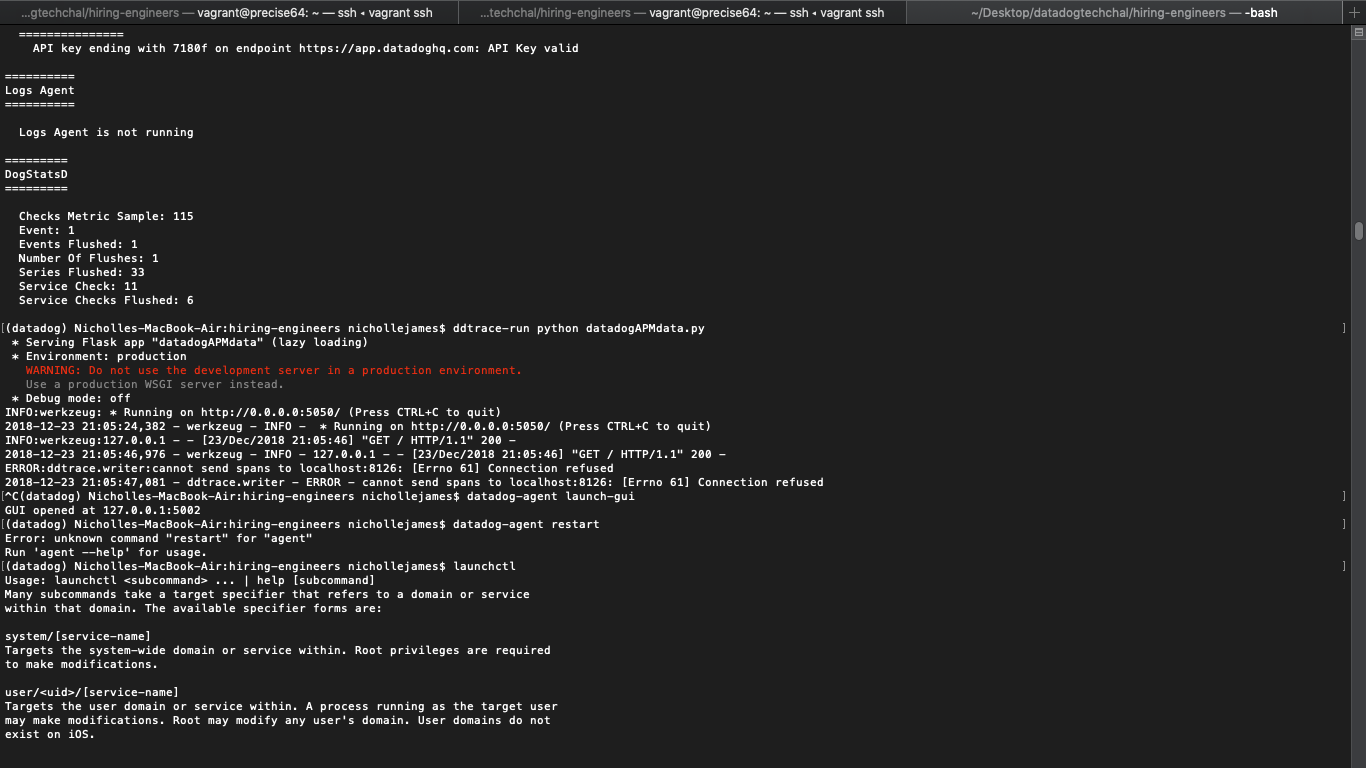 ...gtechchal/hiring-engineers — vagrant@precise64: ~ — ssh ◂ vagrant ssh
...techchal/hiring-engineers — vagrant@precise64: ~ — ssh ◂ vagrant ssh
~/Desktop/datadogtechchal/hiring-engineers — -bash
===============
API key ending with 7180f on endpoint https://app.datadoghq.com: API Key valid
==========
Logs Agent
==========
Logs Agent is not running
=========
DogStatsD
=========
Checks Metric Sample: 115
Event: 1
Events Flushed: 1
Number Of Flushes: 1
Series Flushed: 33
Service Check: 11
Service Checks Flushed: 6
[(datadog) Nicholles-MacBook-Air:hiring-engineers nichollejames$ ddtrace-run python datadogAPMdata.py ]
* Serving Flask app "datadogAPMdata" (lazy loading)
* Environment: production
WARNING: Do not use the development server in a production environment.
Use a production WSGI server instead.
* Debug mode: off
INFO:werkzeug: * Running on http://0.0.0.0:5050/ (Press CTRL+C to quit)
2018-12-23 21:05:24,382 - werkzeug - INFO -  * Running on http://0.0.0.0:5050/ (Press CTRL+C to quit)
INFO:werkzeug:127.0.0.1 - - [23/Dec/2018 21:05:46] "GET / HTTP/1.1" 200 -
2018-12-23 21:05:46,976 - werkzeug - INFO - 127.0.0.1 - - [23/Dec/2018 21:05:46] "GET / HTTP/1.1" 200 -
ERROR:ddtrace.writer:cannot send spans to localhost:8126: [Errno 61] Connection refused
2018-12-23 21:05:47,081 - ddtrace.writer - ERROR - cannot send spans to localhost:8126: [Errno 61] Connection refused
[^C(datadog) Nicholles-MacBook-Air:hiring-engineers nichollejames$ datadog-agent launch-gui ]
GUI opened at 127.0.0.1:5002
[(datadog) Nicholles-MacBook-Air:hiring-engineers nichollejames$ datadog-agent restart ]
Error: unknown command "restart" for "agent"
Run 'agent --help' for usage.
[(datadog) Nicholles-MacBook-Air:hiring-engineers nichollejames$ launchctl ]
Usage: launchctl <subcommand> ... | help [subcommand]
Many subcommands take a target specifier that refers to a domain or service
within that domain. The available specifier forms are:
system/[service-name]
Targets the system-wide domain or service within. Root privileges are required
to make modifications.
user/<uid>/[service-name]
Targets the user domain or service within. A process running as the target user
may make modifications. Root may modify any user's domain. User domains do not
exist on iOS.